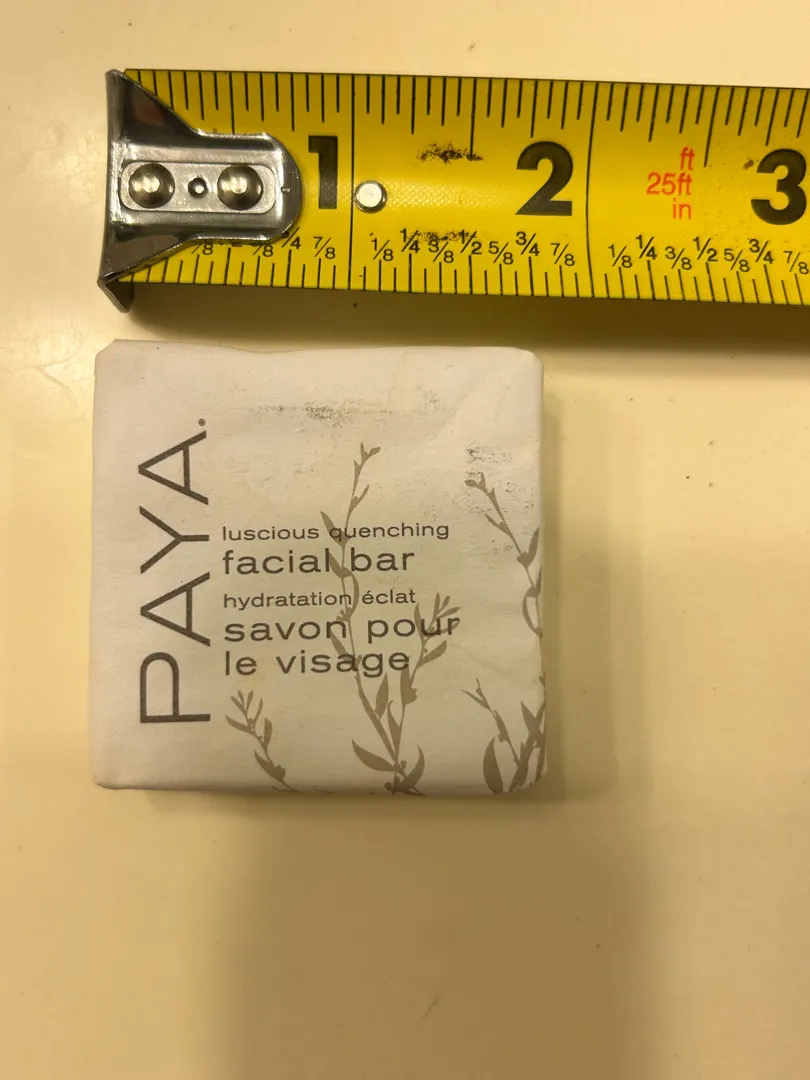 1 2 3
ft
25ft
in
/8 /8 /4 7/8 1/8 1/4 3/8 1/2 5/8 3/4 7/8 1/8 1/4 3/8 1/2 5/8 3/4 7/8
PAYA®
luscious quenching
facial bar
hydratation éclat
savon pour
le visage